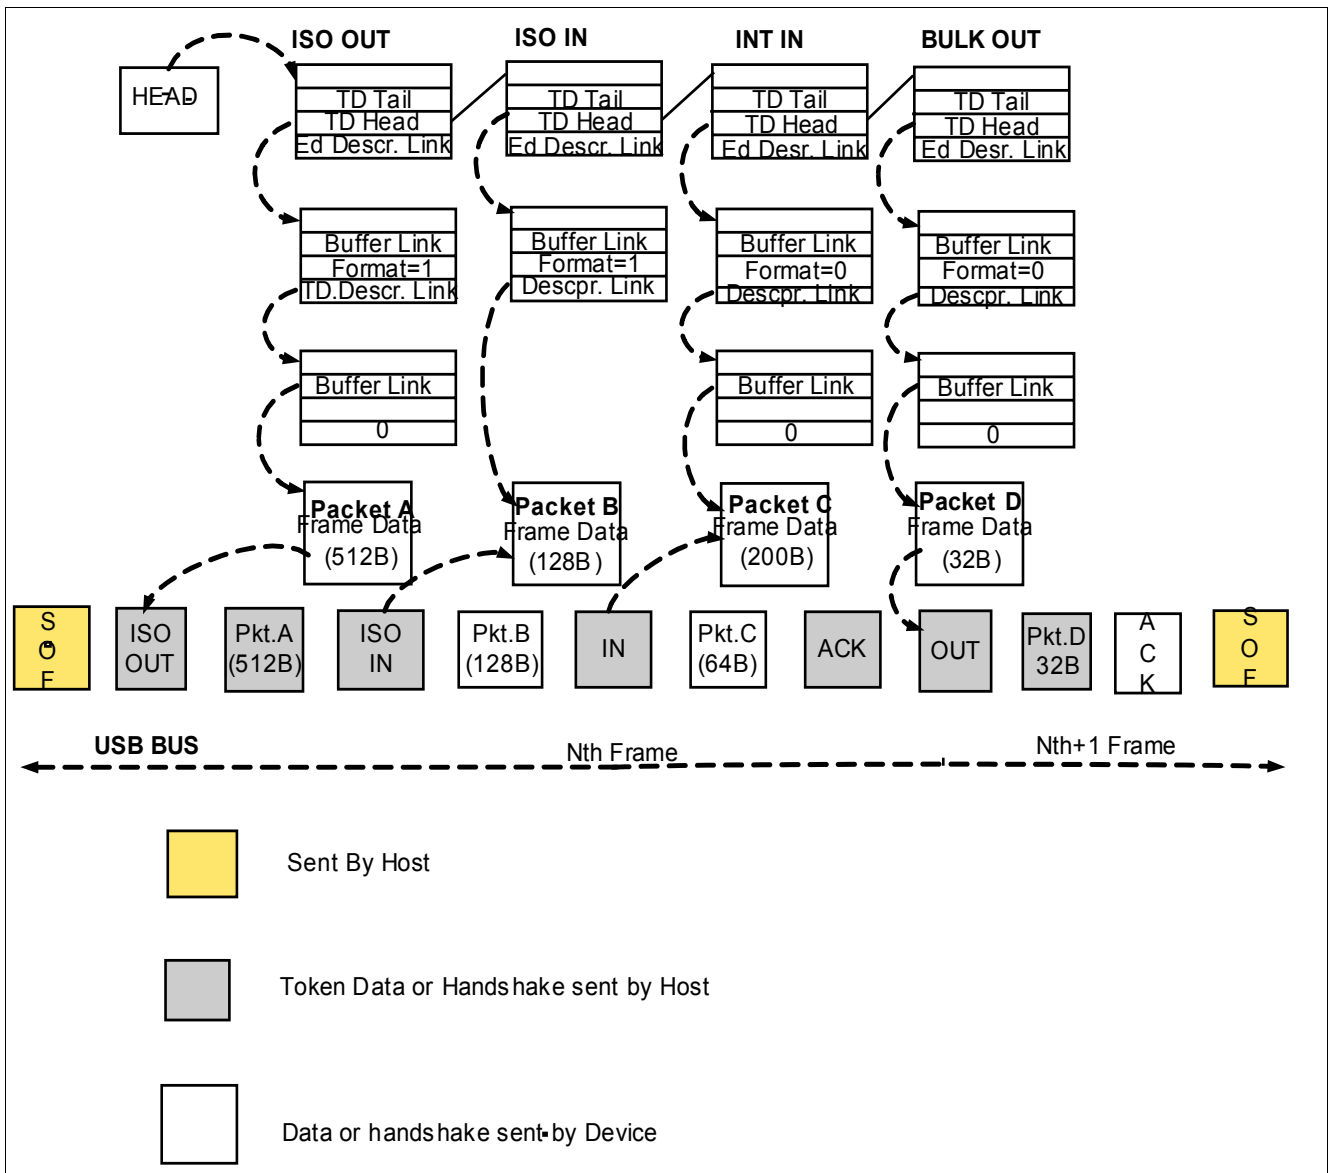 ISO OUT
ISO IN
INT IN
BULK OUT
HEAD
TD Tail
TD Head
Ed Descr. Link
TD Tail
TD Head
Ed Descr. Link
TD Tail
TD Head
Ed Desr. Link
TD Tail
TD Head
Ed Desr. Link
Buffer Link
Format=1
TD.Descr. Link
Buffer Link
Format=1
Descpr. Link
Buffer Link
Format=0
Descpr. Link
Buffer Link
Format=0
Descpr. Link
Buffer Link
0
Buffer Link
0
Buffer Link
0
Packet A
Frame Data
(512B)
Packet B
Frame Data
(128B)
Packet C
Frame Data
(200B)
Packet D
Frame Data
(32B)
S
O
F
ISO
OUT
Pkt.A
(512B)
ISO
IN
Pkt.B
(128B)
IN
Pkt.C
(64B)
ACK
OUT
Pkt.D
32B
A
C
K
S
O
F
USB BUS
Nth Frame
Nth+1 Frame
Sent By Host
Token Data or Handshake sent by Host
Data or handshake sent by Device